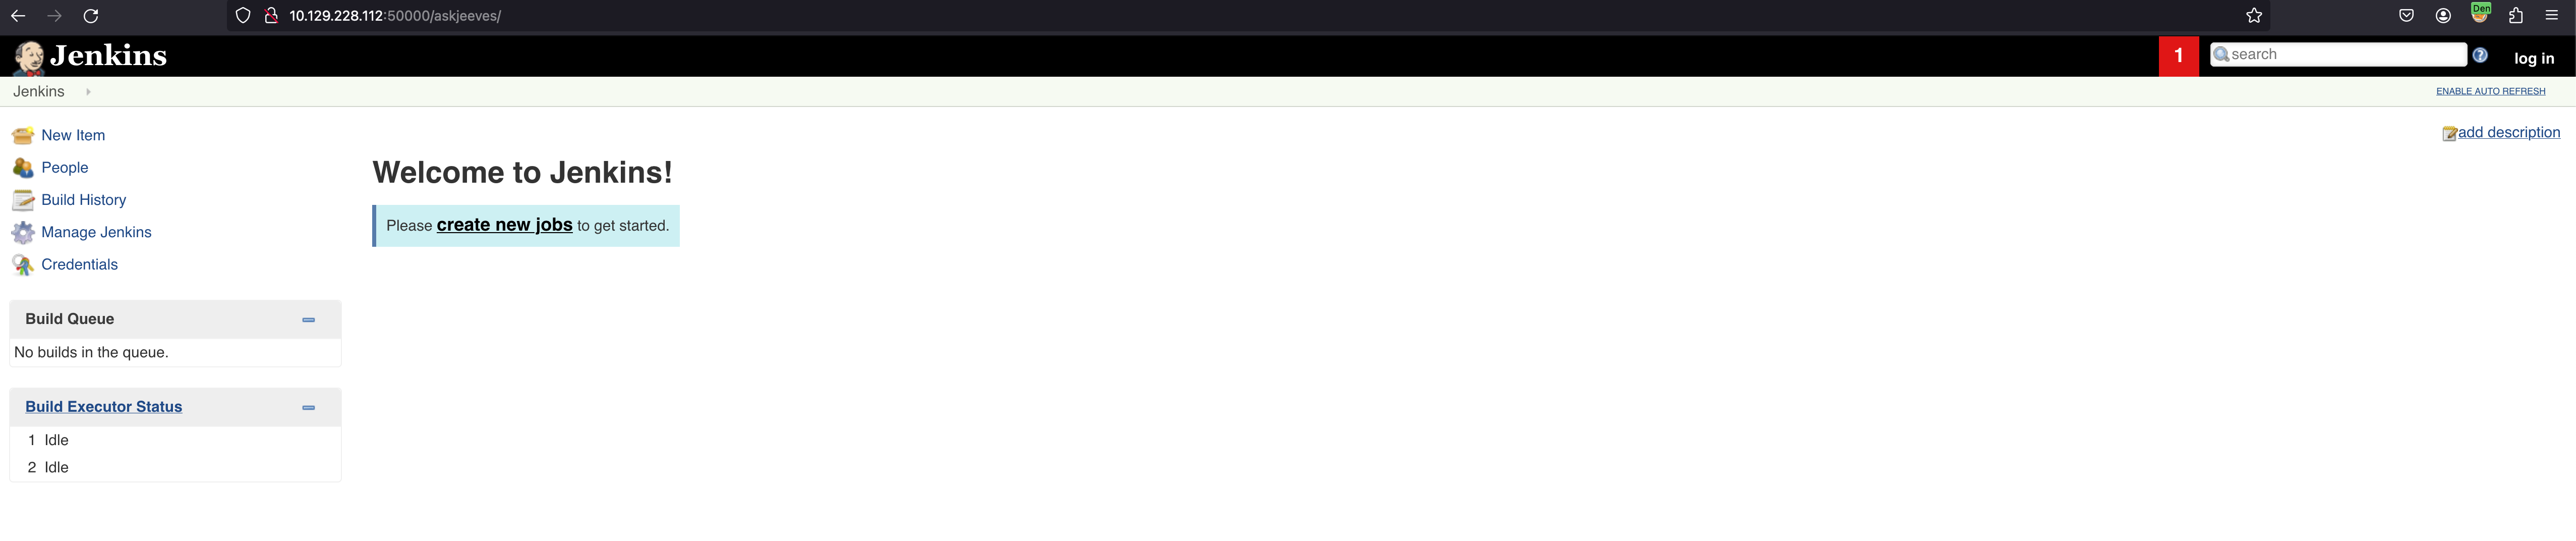 10.129.228.112:50000/askjeeves/
Den
Jenkins
1
search
?
log in
Jenkins
ENABLE AUTO REFRESH
New Item
People
Build History
Manage Jenkins
Credentials
add description
Welcome to Jenkins!
Please create new jobs to get started.
Build Queue
No builds in the queue.
Build Executor Status
1 Idle
2 Idle